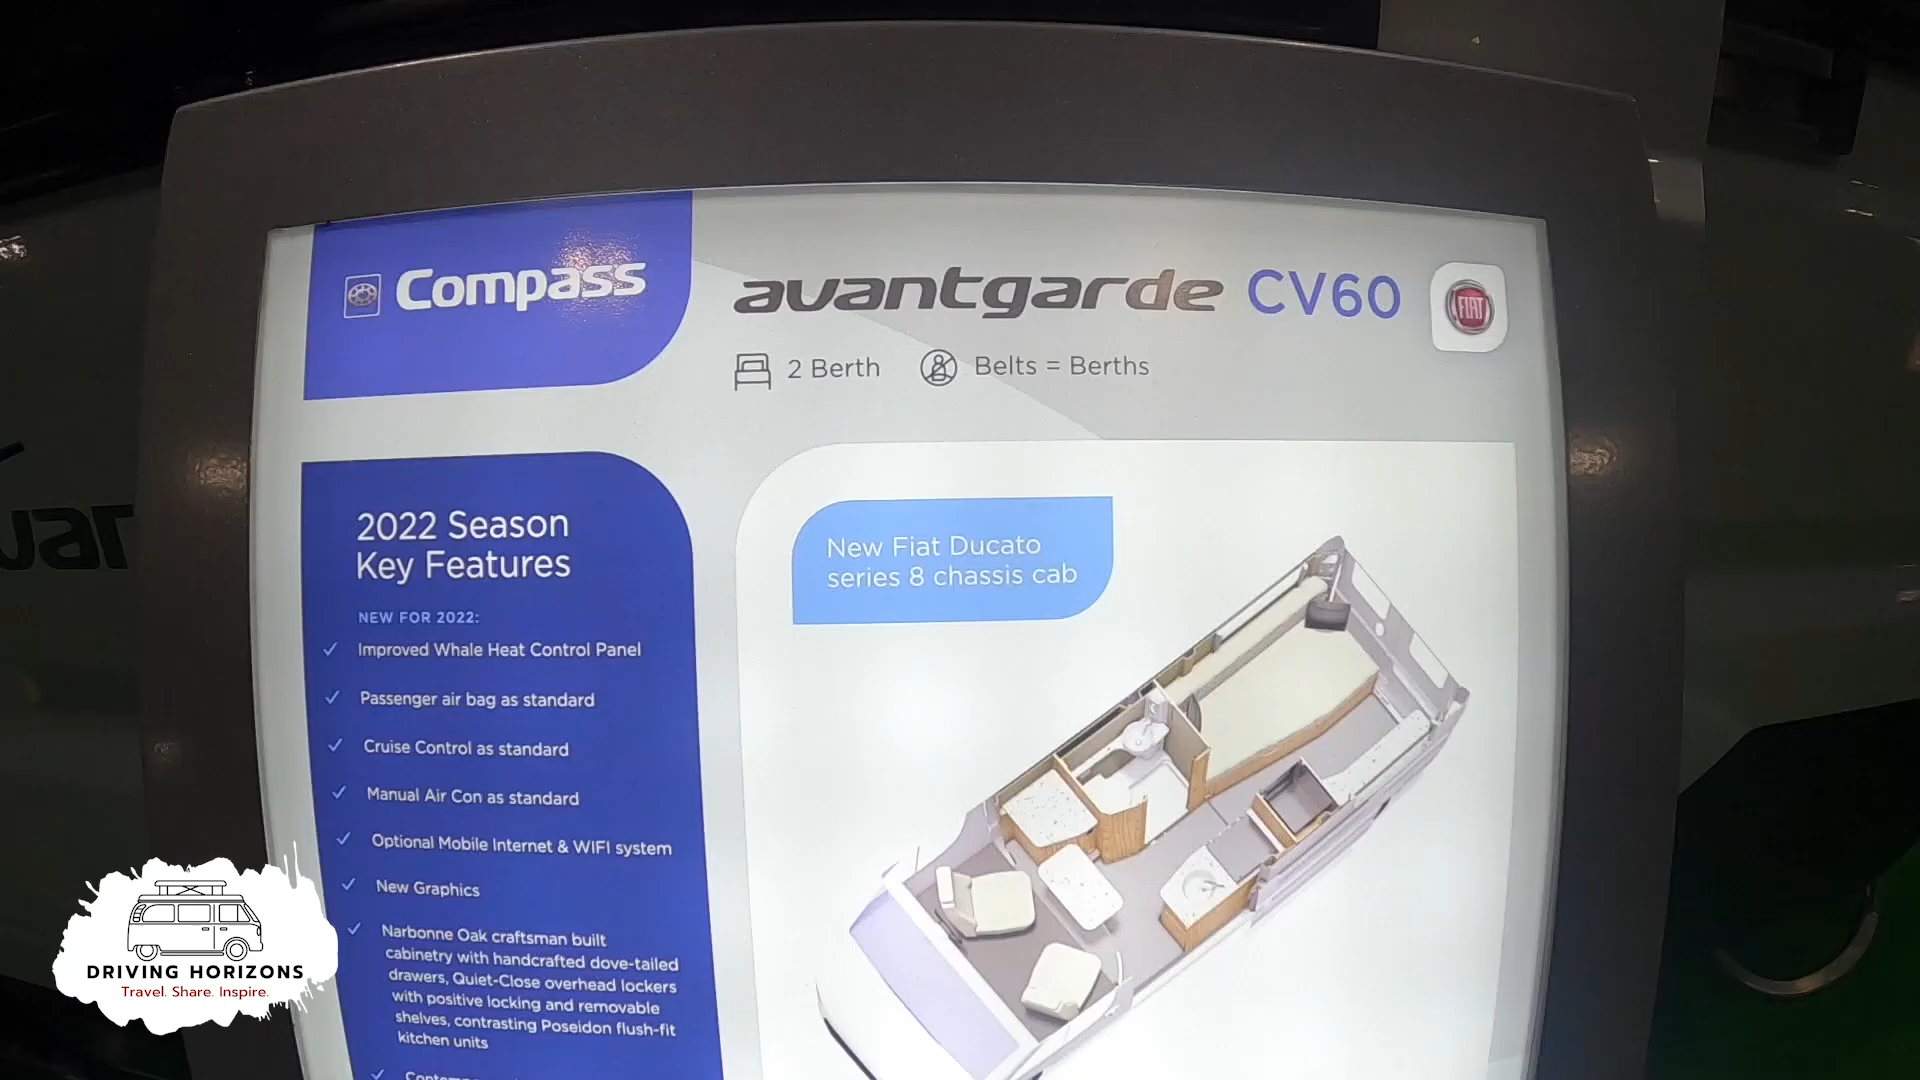 Compass
avantgarde CV60
FIAT
2 Berth
Belts = Berths
2022 Season
Key Features
NEW FOR 2022:
Improved Whale Heat Control Panel
Passenger air bag as standard
Cruise Control as standard
Manual Air Con as standard
Optional Mobile Internet & WIFI system
New Graphics
Narbonne Oak craftsman built
cabinetry with handcrafted dove-tailed
drawers, Quiet-Close overhead lockers
with positive locking and removable
shelves, contrasting Poseidon flush-fit
kitchen units
New Fiat Ducato
series 8 chassis cab
DRIVING HORIZONS
Travel. Share. Inspire.